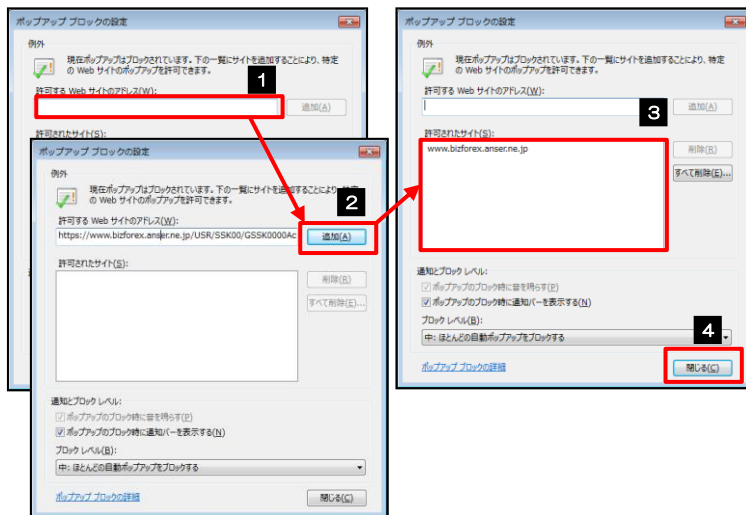 ポップアップ ブロックの設定
例外
現在ポップアップはブロックされています。下の一覧にサイトを追加することにより、特定
の Web サイトのポップアップを許可できます。
1
許可する Web サイトのアドレス(W):
追加(A)
許可されたサイト(S):
ポップアップ ブロックの設定
例外
現在ポップアップはブロックされています。下の一覧にサイトを追加することにより、特定
の Web サイトのポップアップを許可できます。
2
許可する Web サイトのアドレス(W):
https://www.bizforex.anser.ne.jp/USR/SSK00/GSSK0000Ac
追加(A)
許可されたサイト(S):
削除(R)
すべて削除(E)...
通知とブロック レベル:
ポップアップのブロック時に音を鳴らす(P)
ポップアップのブロック時に通知バーを表示する(N)
ブロック レベル(B):
中: ほとんどの自動ポップアップをブロックする
ポップアップ ブロックの詳細
閉じる(C)
ポップアップ ブロックの設定
例外
現在ポップアップはブロックされています。下の一覧にサイトを追加することにより、特定
の Web サイトのポップアップを許可できます。
許可する Web サイトのアドレス(W):
3
追加(A)
許可されたサイト(S):
www.bizforex.anser.ne.jp
削除(R)
すべて削除(E)...
通知とブロック レベル:
ポップアップのブロック時に音を鳴らす(P)
ポップアップのブロック時に通知バーを表示する(N)
ブロック レベル(B):
4
中: ほとんどの自動ポップアップをブロックする
ポップアップ ブロックの詳細
閉じる(C)